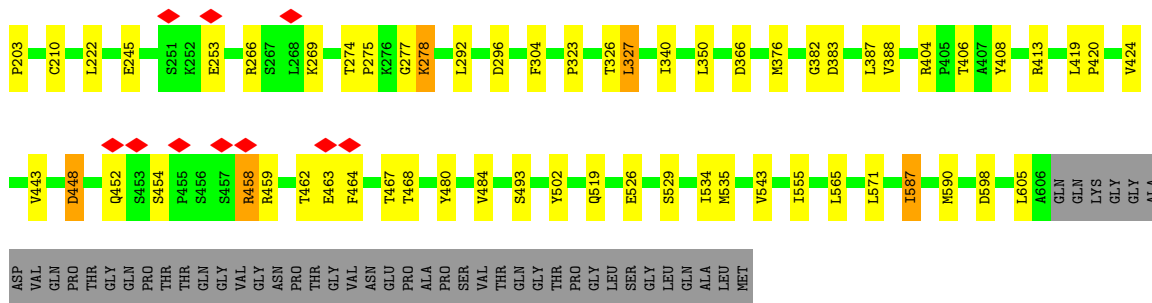 P203 C210 L222 E245 S251 K252 E253 R266 S267 L268 K269 T274 P275 K276 G277 K278 L292 D296 F304 P323 T326 L327 I340 L350 D366 M376 G382 D383 L387 V388 R404 P405 T406 A407 Y408 R413 L419 P420 V424
V443 D448 Q452 S453 S454 P455 S456 S457 R458 R459 T462 E463 F464 T467 T468 Y480 V484 S493 Y502 Q519 E526 S529 I534 M535 V543 I555 L565 L571 I587 M590 D598 L605 A606 GLN GLN LYS GLY GLY ALA
ASP VAL GLN PRO THR GLY GLN PRO THR THR GLN GLY VAL GLY ASN PRO THR GLY VAL ASN GLU PRO ALA PRO SER VAL THR GLN GLY THR PRO GLY LEU SER GLY LEU GLN ALA LEU MET